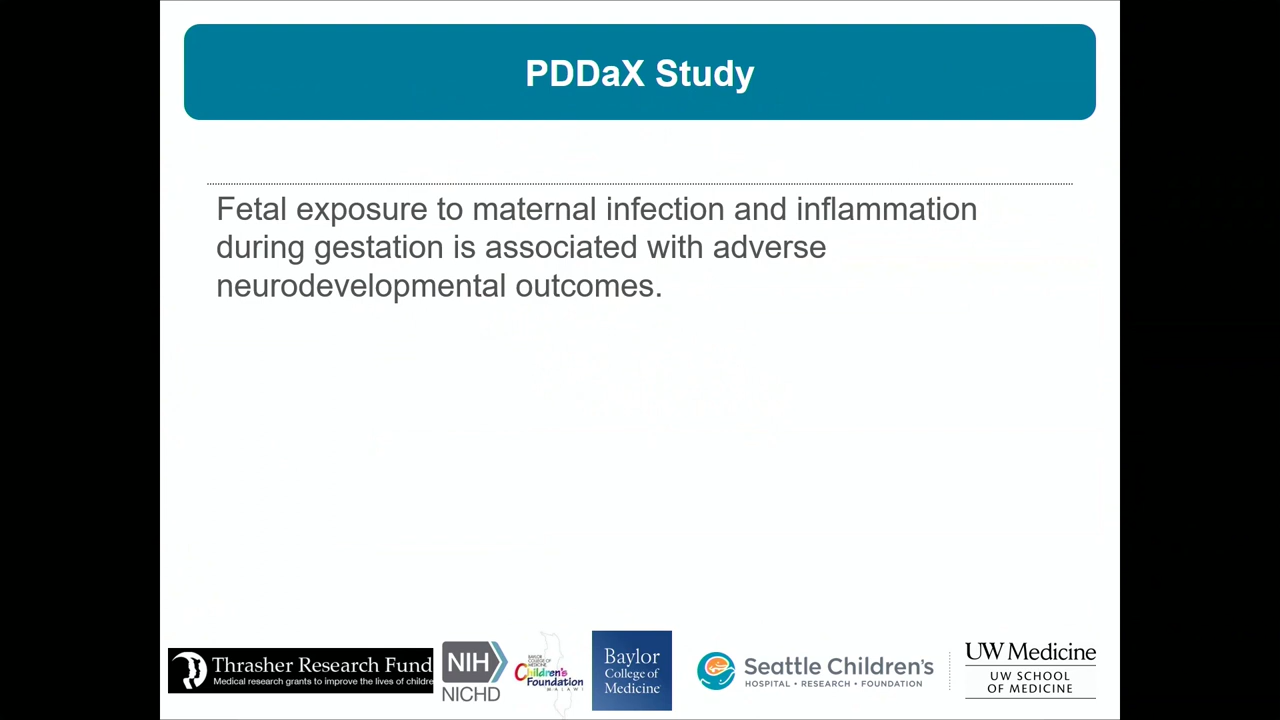 PDDaX Study
Fetal exposure to maternal infection and inflammation
during gestation is associated with adverse
neurodevelopmental outcomes.
Thrasher Research Fund
Medical research grants to improve the lives of childre
NIH
NICHD
BAYLOR
COLLEGE OF
MEDICINE
Children's
Foundation
MALAWI
Baylor
College of
Medicine
Seattle Children's
HOSPITAL • RESEARCH • FOUNDATION
UW Medicine
UW SCHOOL
OF MEDICINE